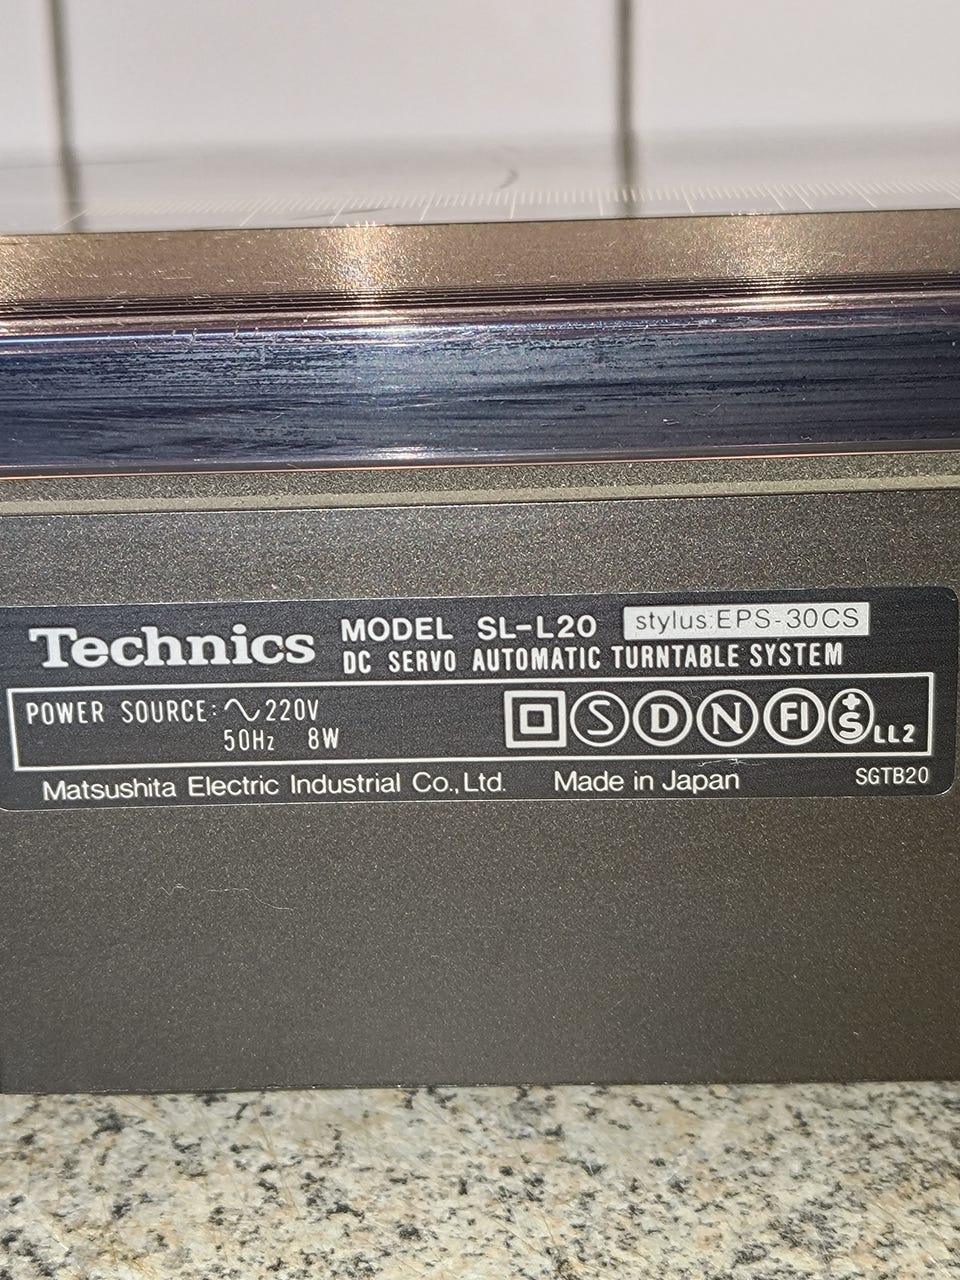 Technics MODEL SL-L20 stylus:EPS-30CS
DC SERVO AUTOMATIC TURNTABLE SYSTEM
POWER SOURCE:∿220V
50Hz 8W
S D N FI +S LL2
Matsushita Electric Industrial Co.,Ltd. Made in Japan SGTB20